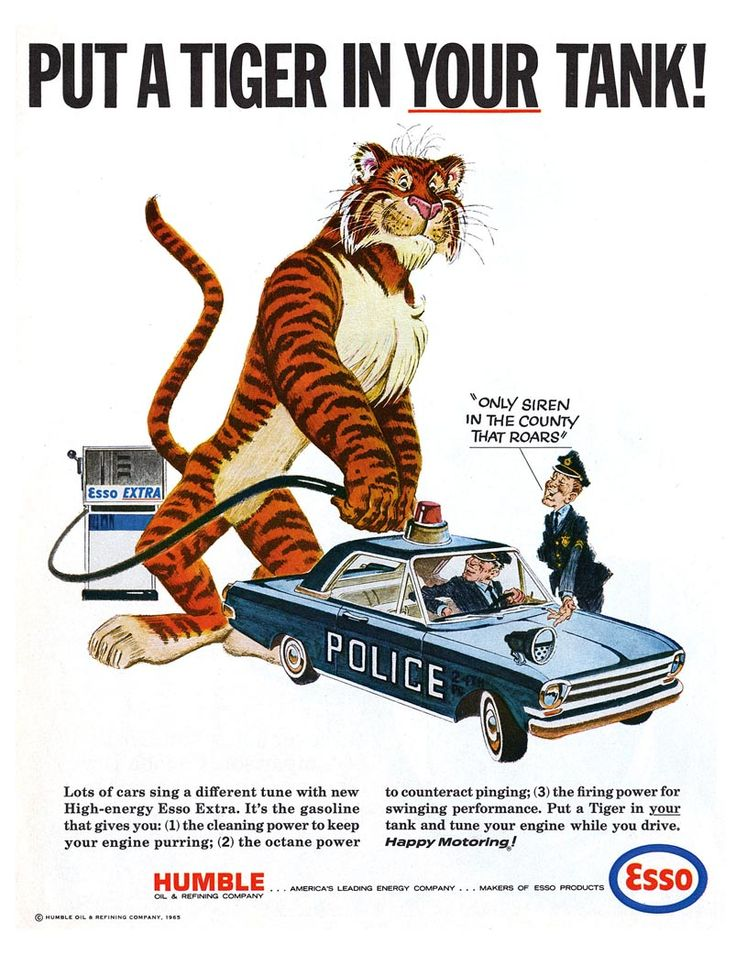 PUT A TIGER IN YOUR TANK!
"ONLY SIREN
IN THE COUNTY
THAT ROARS"
Esso EXTRA
POLICE
Lots of cars sing a different tune with new
High-energy Esso Extra. It's the gasoline
that gives you: (1) the cleaning power to keep
your engine purring; (2) the octane power
to counteract pinging; (3) the firing power for
swinging performance. Put a Tiger in your
tank and tune your engine while you drive.
Happy Motoring!
HUMBLE
OIL & REFINING COMPANY
... AMERICA'S LEADING ENERGY COMPANY ... MAKERS OF ESSO PRODUCTS
Esso
© HUMBLE OIL & REFINING COMPANY, 1965